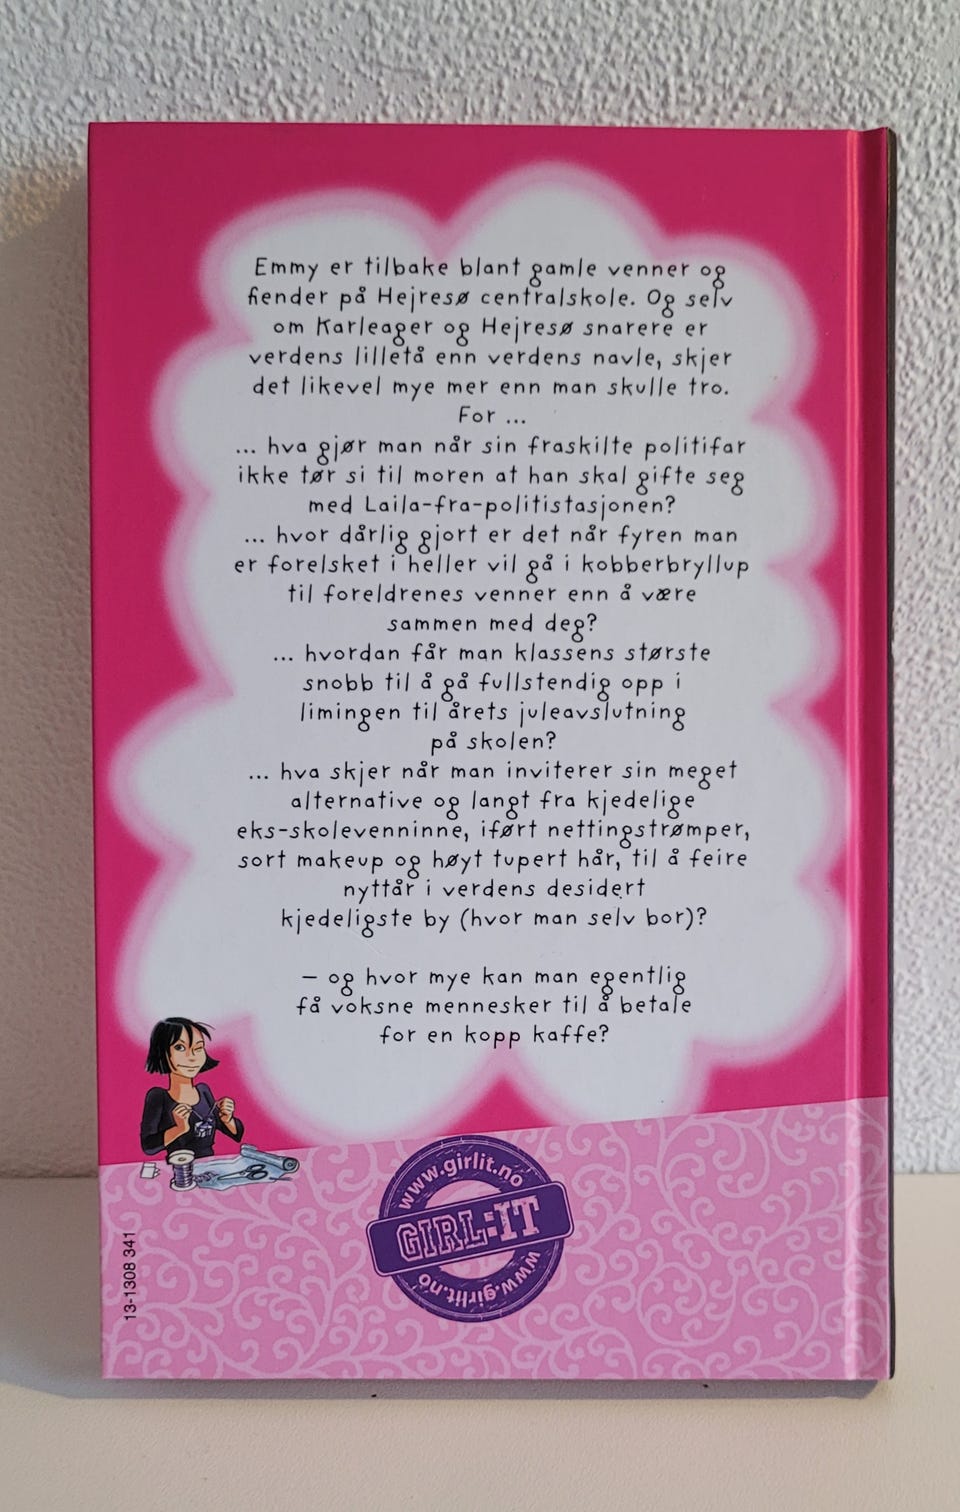 Emmy er tilbake blant gamle venner og
fiender på Hejresø centralskole. Og selv
om Karleager og Hejresø snarere er
verdens lilletå enn verdens navle, skjer
det likevel mye mer enn man skulle tro.
For ...
... hva gjør man når sin fraskilte politifar
ikke tør si til moren at han skal gifte seg
med Laila-fra-politistasjonen?
... hvor dårlig gjort er det når fyren man
er forelsket i heller vil gå i kobberbryllup
til foreldrenes venner enn å være
sammen med deg?
... hvordan får man klassens største
snobb til å gå fullstendig opp i
limingen til årets juleavslutning
på skolen?
... hva skjer når man inviterer sin meget
alternative og langt fra kjedelige
eks-skolevenninne, iført nettingstrømper,
sort makeup og høyt tupert hår, til å feire
nyttår i verdens desidert
kjedeligste by (hvor man selv bor)?
– og hvor mye kan man egentlig
få voksne mennesker til å betale
for en kopp kaffe?
www.girlit.no
GIRL:IT
www.girlit.no
13-1308 341